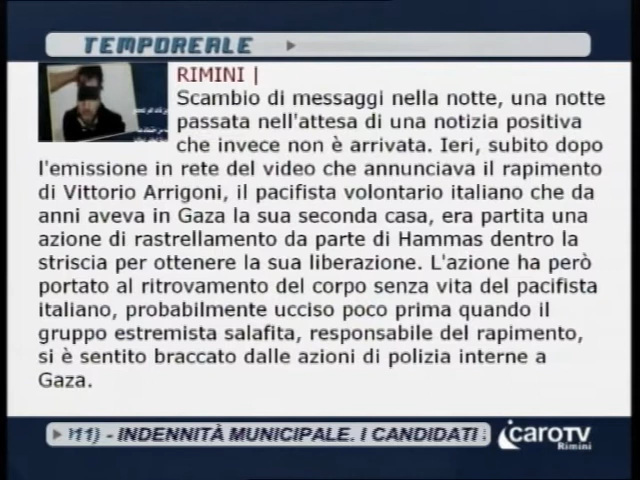 TEMPOREALE
RIMINI |
Scambio di messaggi nella notte, una notte
passata nell'attesa di una notizia positiva
che invece non è arrivata. Ieri, subito dopo
l'emissione in rete del video che annunciava il rapimento
di Vittorio Arrigoni, il pacifista volontario italiano che da
anni aveva in Gaza la sua seconda casa, era partita una
azione di rastrellamento da parte di Hammas dentro la
striscia per ottenere la sua liberazione. L'azione ha però
portato al ritrovamento del corpo senza vita del pacifista
italiano, probabilmente ucciso poco prima quando il
gruppo estremista salafita, responsabile del rapimento,
si è sentito braccato dalle azioni di polizia interne a
Gaza.
11) - INDENNITÀ MUNICIPALE. I CANDIDATI
CAROTV
Rimini